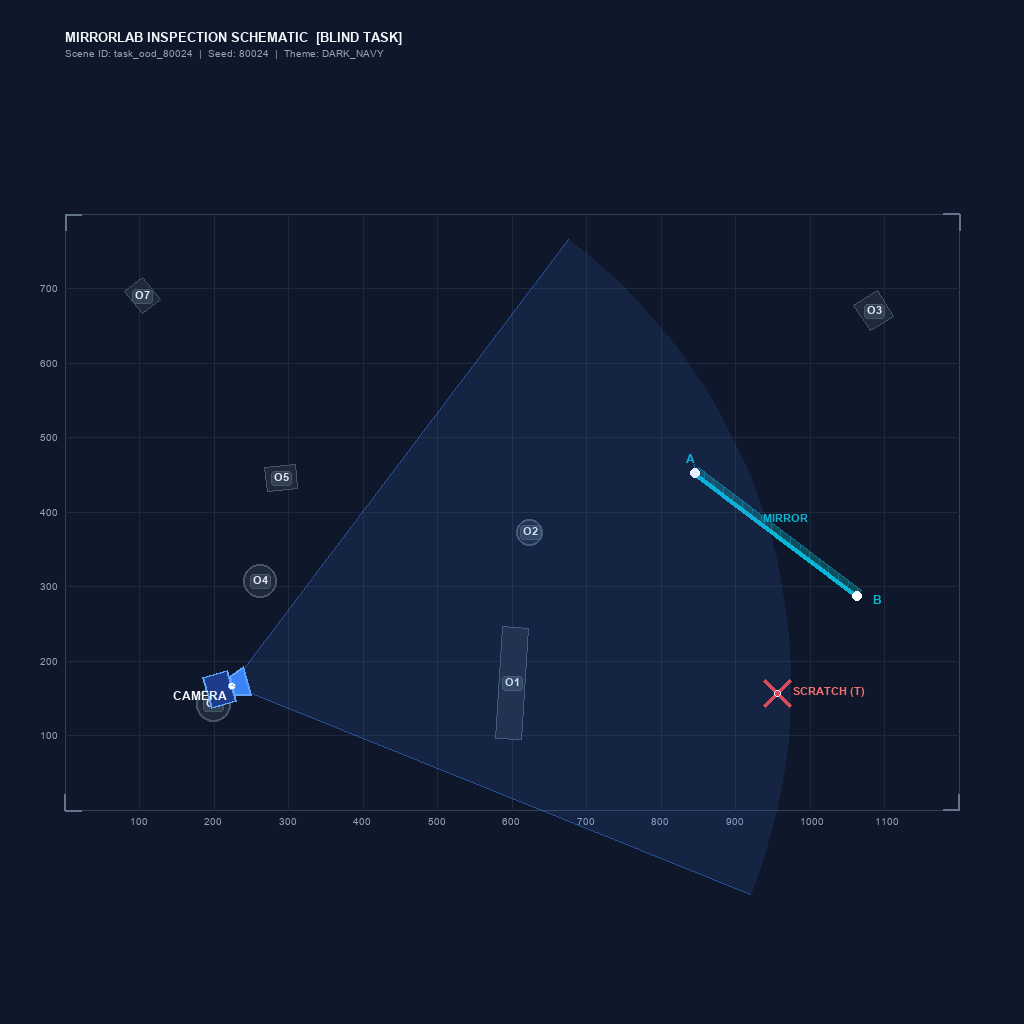 MIRRORLAB INSPECTION SCHEMATIC [BLIND TASK]
Scene ID: task_ood_80024 | Seed: 80024 | Theme: DARK_NAVY
700
O7
O3
600
500
A
O5
400
MIRROR
O2
300
O4
B
200
O1
SCRATCH (T)
CAMERA
100
100 200 300 400 500 600 700 800 900 1000 1100